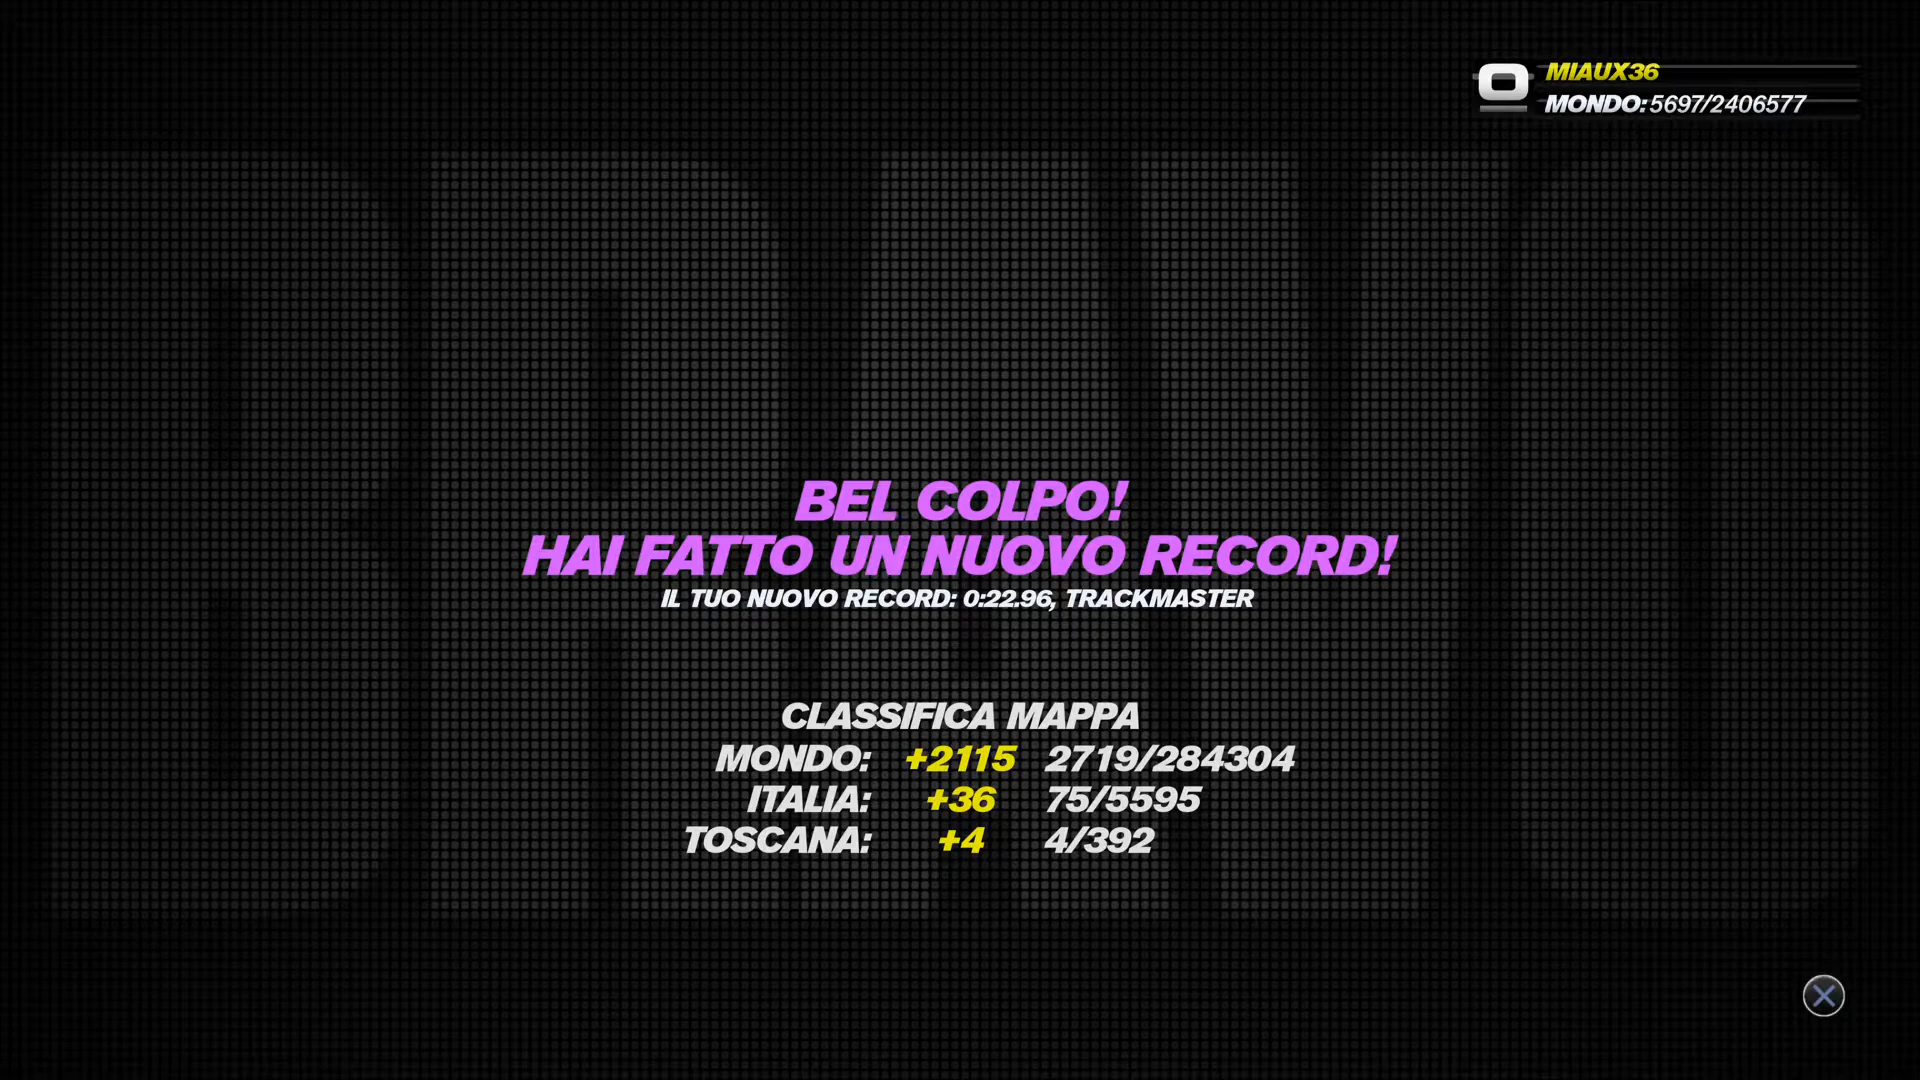 MIAUX36
MONDO: 5697/2406577
BRAVO
BEL COLPO!
HAI FATTO UN NUOVO RECORD!
IL TUO NUOVO RECORD: 0:22.96, TRACKMASTER
CLASSIFICA MAPPA
MONDO: +2115 2719/284304
ITALIA: +36 75/5595
TOSCANA: +4 4/392